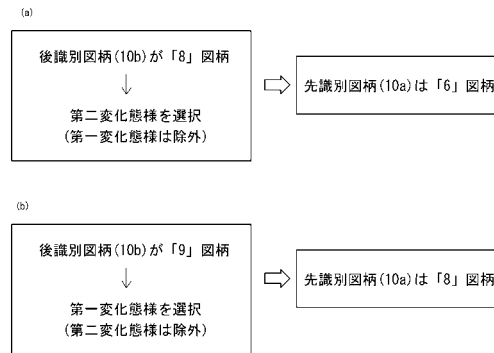 (a)
後識別図柄(10b)が「8」図柄
↓
第二変化態様を選択
(第一変化態様は除外)
先識別図柄(10a)は「6」図柄
(b)
後識別図柄(10b)が「9」図柄
↓
第一変化態様を選択
(第二変化態様は除外)
先識別図柄(10a)は「8」図柄